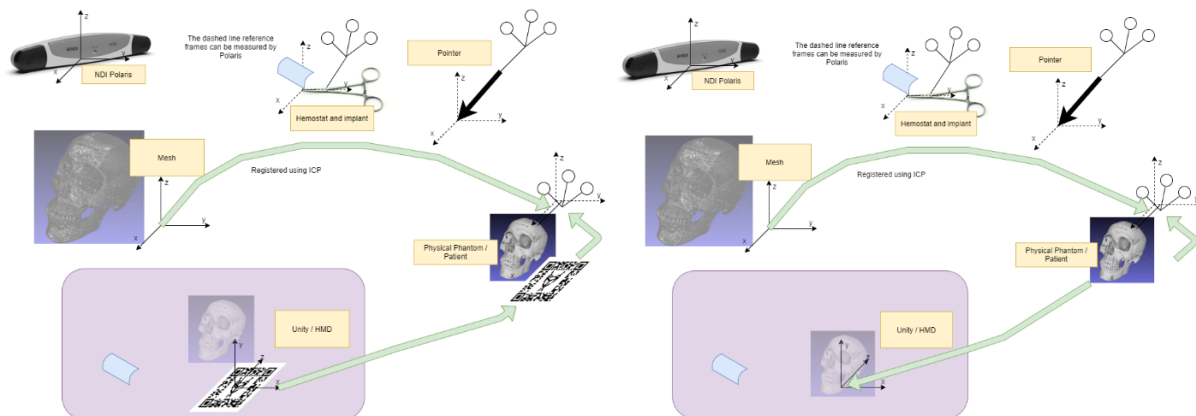 The dashed line reference
frames can be measured by
Polaris
z
y
x
NDI Polaris
z
y
x
Hemostat and implant
Pointer
z
y
x
Mesh
z
y
x
Registered using ICP
z
y
x
Physical Phantom /
Patient
Unity / HMD
y
z
x
The dashed line reference
frames can be measured by
Polaris
z
y
x
NDI Polaris
z
y
x
Hemostat and implant
Pointer
z
y
x
Mesh
z
y
x
Registered using ICP
z
y
Physical Phantom /
Patient
Unity / HMD
y
z
x